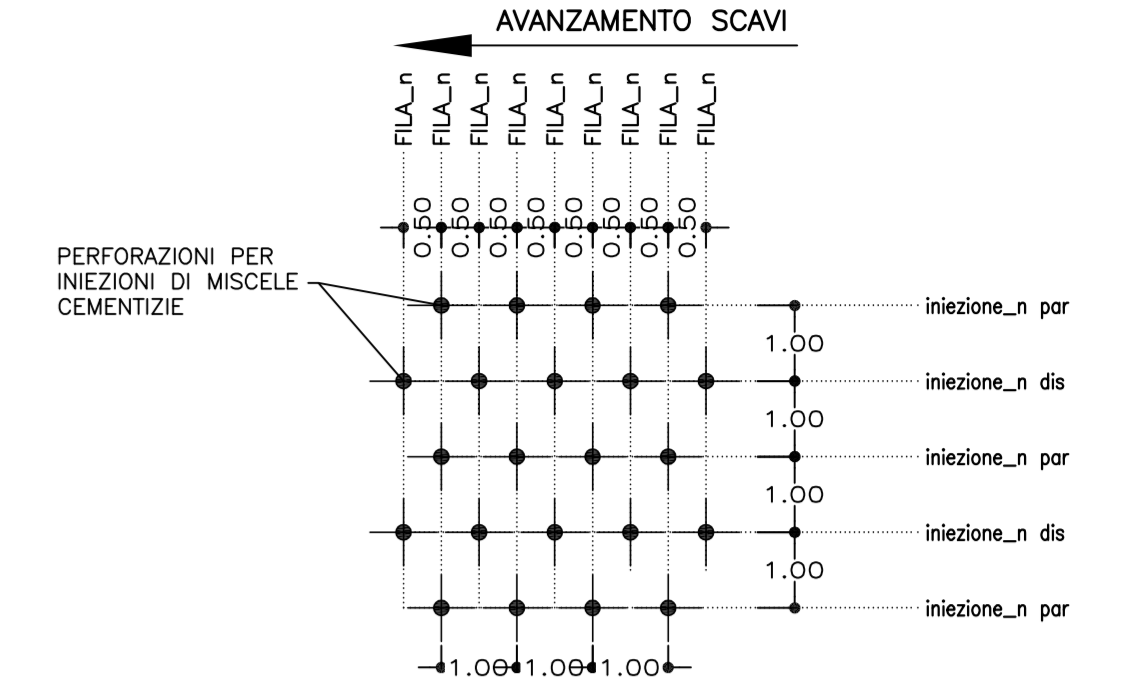 AVANZAMENTO SCAVI
FILA_n
FILA_n
FILA_n
FILA_n
FILA_n
FILA_n
FILA_n
FILA_n
FILA_n
0.50
0.50
0.50
0.50
0.50
0.50
0.50
0.50
PERFORAZIONI PER
INIEZIONI DI MISCELE
CEMENTIZIE
iniezione_n par
1.00
iniezione_n dis
1.00
iniezione_n par
1.00
iniezione_n dis
1.00
iniezione_n par
1.00 1.00 1.00